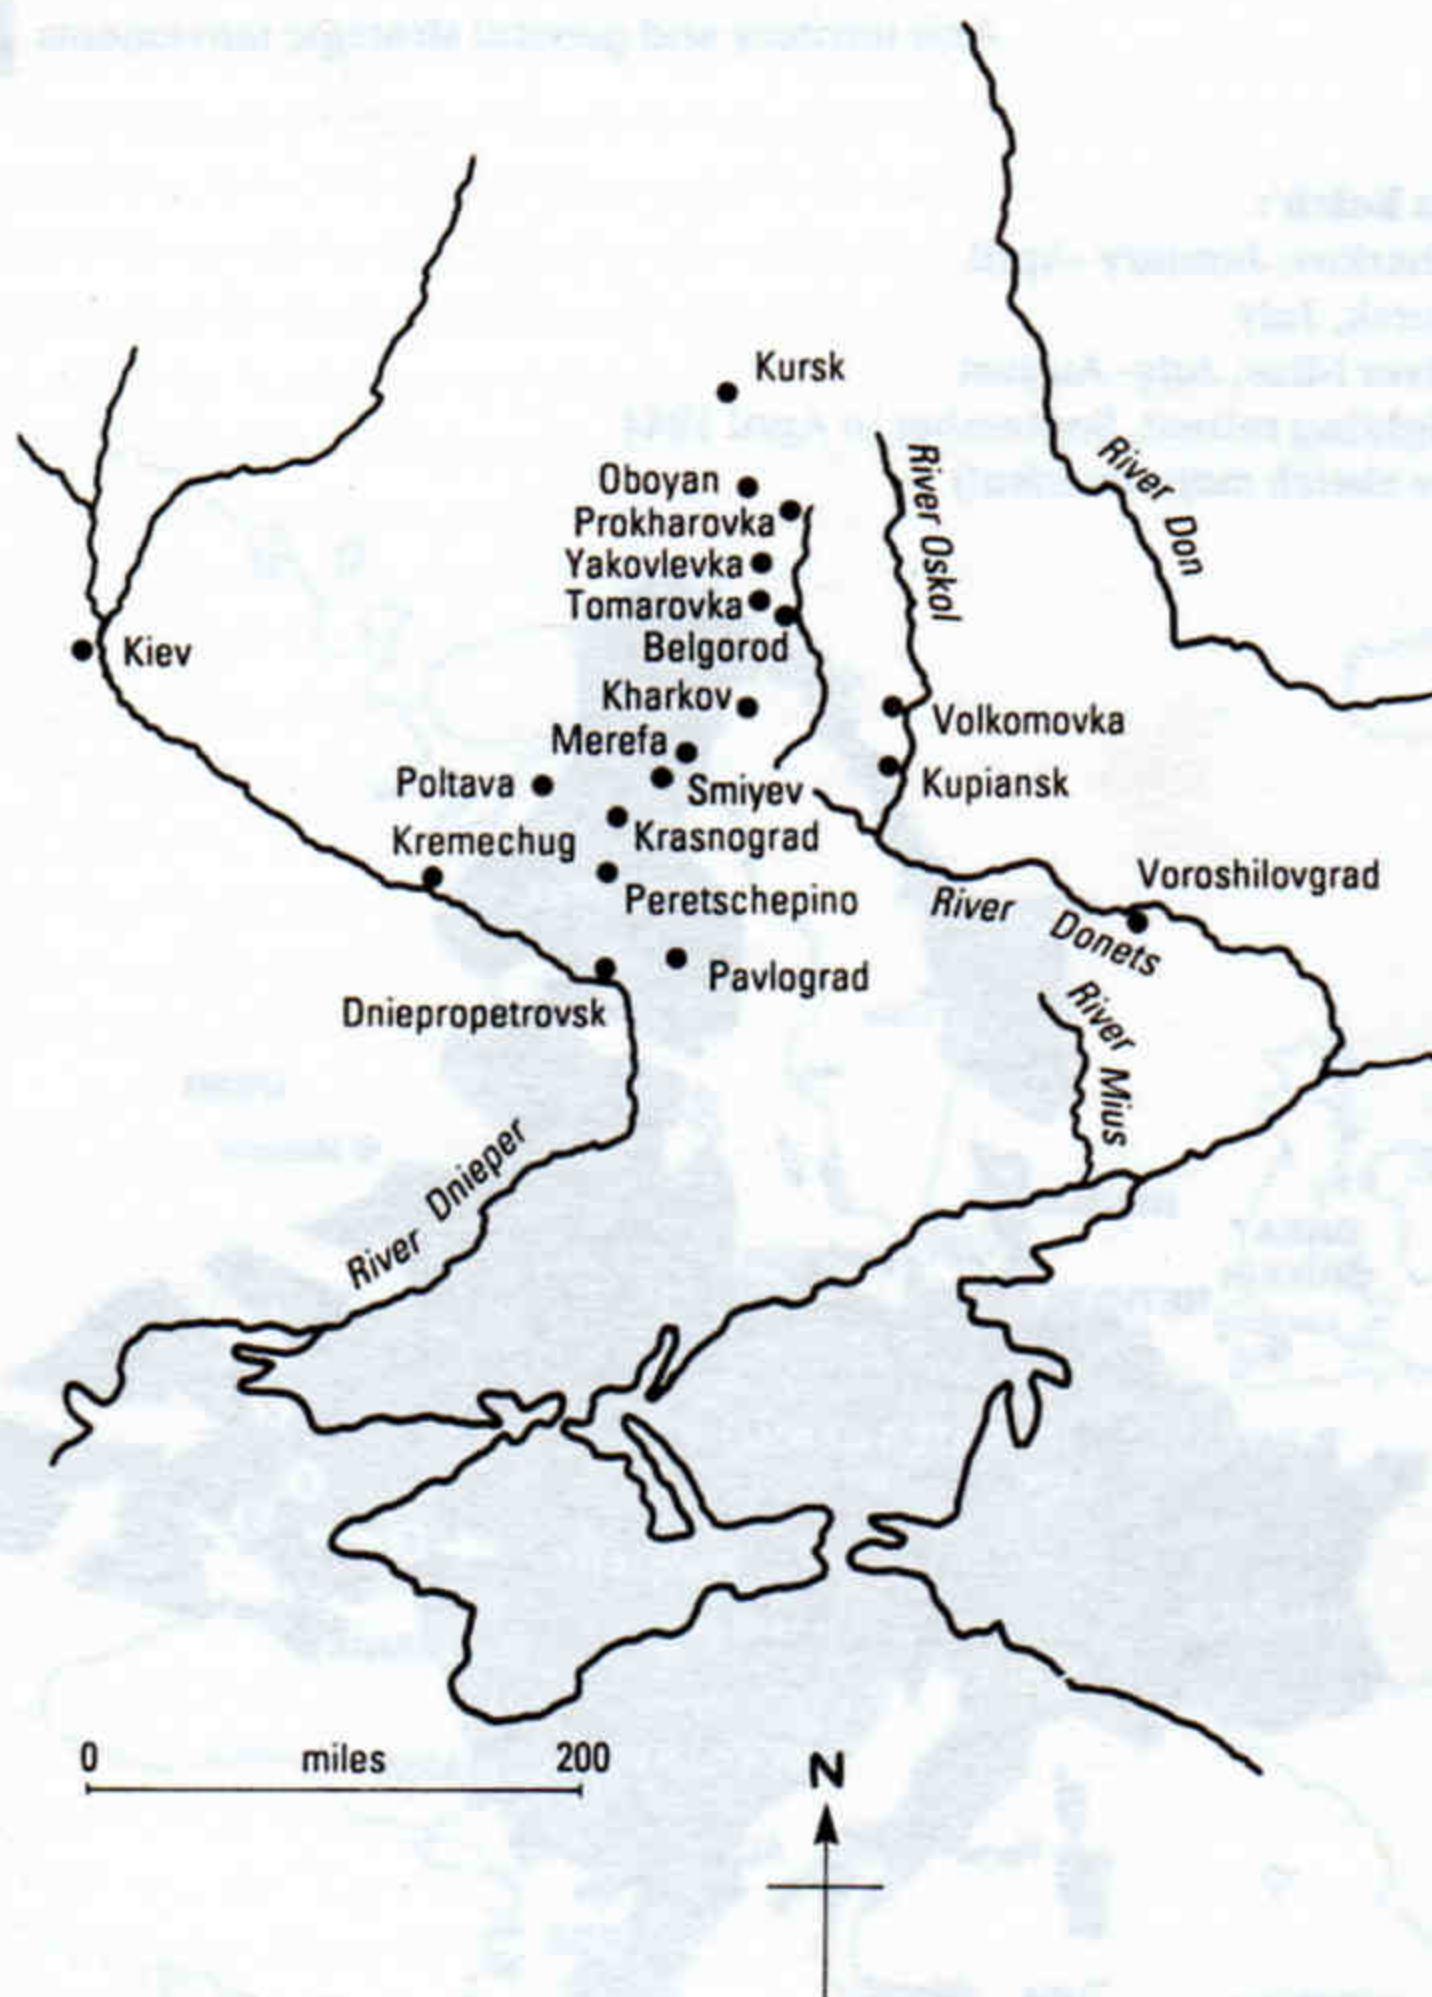 Kursk
Oboyan
Prokharovka
Yakovlevka
Tomarovka
Belgorod
Kharkov
Merefa
Poltava
Smiyev
Kremechug
Krasnograd
Peretschepino
Pavlograd
Dniepropetrovsk
Kiev
Volkomovka
Kupiansk
Voroshilovgrad
River Oskol
River Don
River Donets
River Mius
River Dnieper
0 miles 200
N